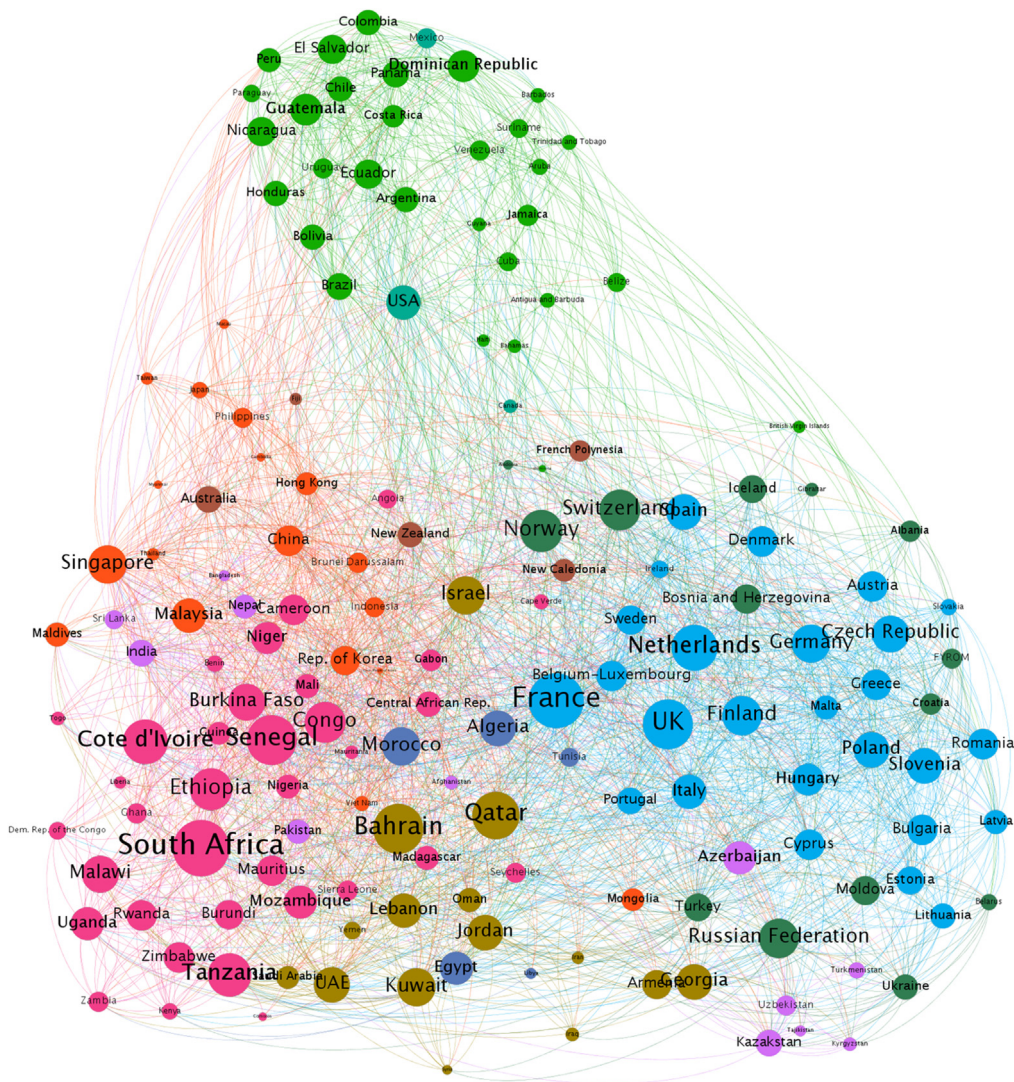 Colombia
Mexico
El Salvador
Peru
Dominican Republic
Panama
Chile
Paraguay
Barbados
Guatemala
Costa Rica
Nicaragua
Suriname
Trinidad and Tobago
Venezuela
Uruguay
Ecuador
Aruba
Honduras
Argentina
Jamaica
Guyana
Bolivia
Cuba
Brazil
Belize
USA
Antigua and Barbuda
Haiti
Bahamas
Taiwan
Japan
Fiji
Canada
Philippines
British Virgin Islands
French Polynesia
Hong Kong
Iceland
Gibraltar
Australia
Angola
Switzerland
Spain
New Zealand
Norway
Albania
China
Denmark
Thailand
Singapore
Brunei Darussalam
New Caledonia
Ireland
Bangladesh
Israel
Austria
Bosnia and Herzegovina
Nepal
Cameroon
Indonesia
Cape Verde
Slovakia
Sri Lanka
Malaysia
Sweden
Maldives
Niger
Netherlands
Germany
Czech Republic
India
Rep. of Korea
Gabon
Benin
FYROM
Belgium-Luxembourg
Mali
Greece
Burkina Faso
Central African Rep.
France
Croatia
Malta
Togo
Congo
UK
Finland
Cote d'Ivoire
Guinea
Senegal
Algeria
Morocco
Mauritania
Tunisia
Poland
Romania
Slovenia
Liberia
Ethiopia
Nigeria
Afghanistan
Italy
Hungary
Ghana
Viet Nam
Portugal
Qatar
Latvia
Dem. Rep. of the Congo
Pakistan
Bahrain
Bulgaria
South Africa
Cyprus
Madagascar
Azerbaijan
Malawi
Mauritius
Seychelles
Estonia
Sierra Leone
Moldova
Mozambique
Oman
Mongolia
Belarus
Uganda
Rwanda
Burundi
Lebanon
Turkey
Lithuania
Yemen
Jordan
Russian Federation
Zimbabwe
Iran
Tanzania
Saudi Arabia
Egypt
Libya
Turkmenistan
UAE
Kuwait
Armenia
Georgia
Ukraine
Zambia
Kenya
Uzbekistan
Iraq
Tajikistan
Kazakstan
Kyrgyzstan
Syria